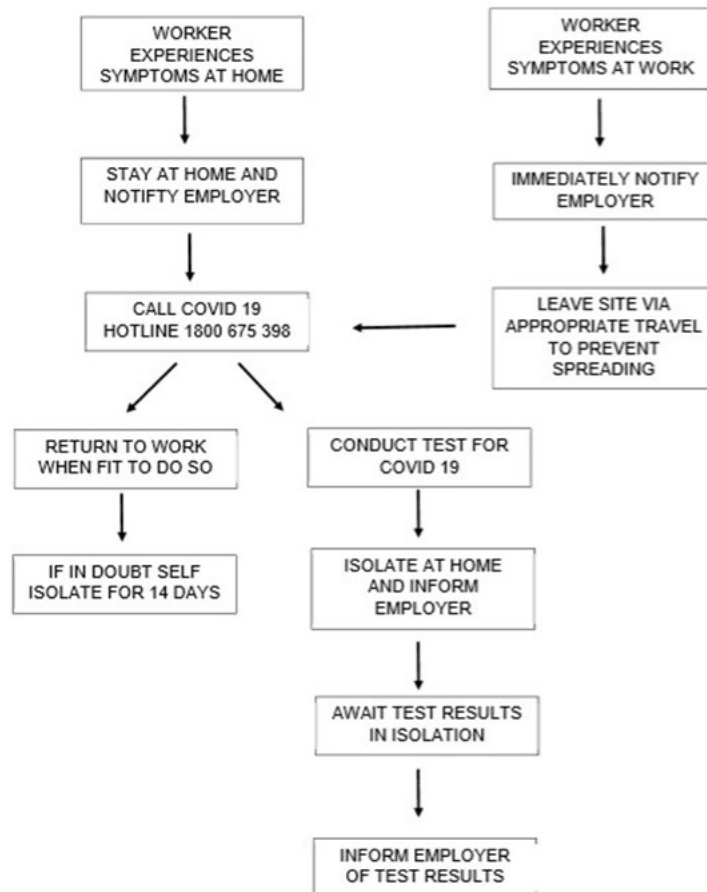 WORKER
EXPERIENCES
SYMPTOMS AT HOME
WORKER
EXPERIENCES
SYMPTOMS AT WORK
STAY AT HOME AND
NOTIFTY EMPLOYER
IMMEDIATELY NOTIFY
EMPLOYER
CALL COVID 19
HOTLINE 1800 675 398
LEAVE SITE VIA
APPROPRIATE TRAVEL
TO PREVENT
SPREADING
RETURN TO WORK
WHEN FIT TO DO SO
CONDUCT TEST FOR
COVID 19
IF IN DOUBT SELF
ISOLATE FOR 14 DAYS
ISOLATE AT HOME
AND INFORM
EMPLOYER
AWAIT TEST RESULTS
IN ISOLATION
INFORM EMPLOYER
OF TEST RESULTS